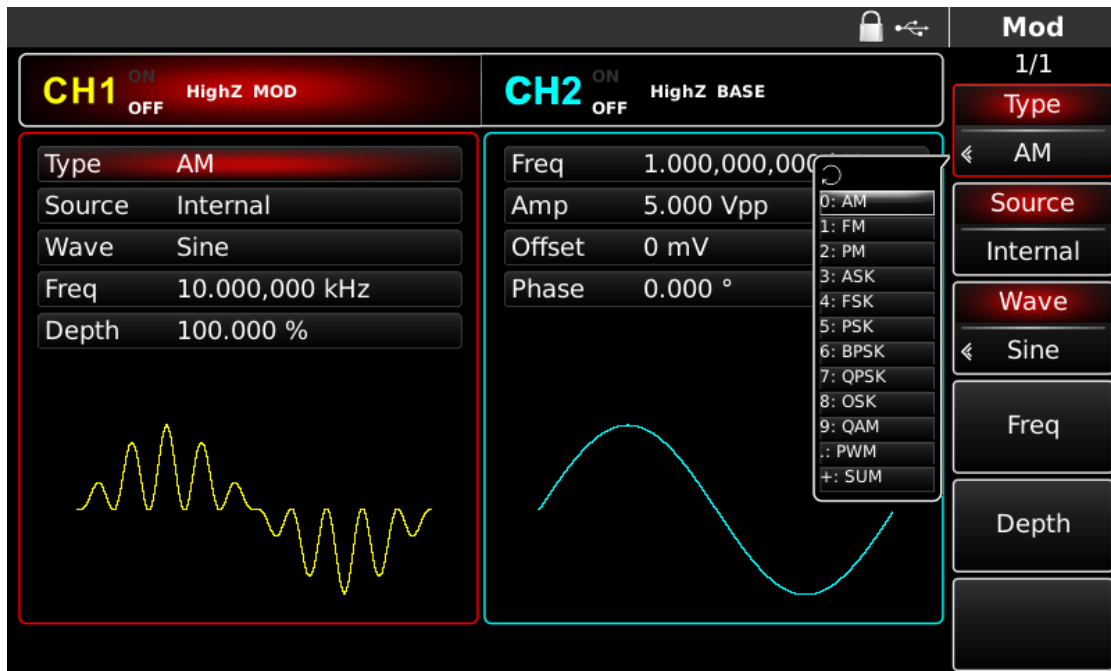 Mod
1/1
CH1 ON OFF HighZ MOD
CH2 ON OFF HighZ BASE
Type AM
Source Internal
Wave Sine
Freq 10.000,000 kHz
Depth 100.000 %
Freq 1.000,000,000
Amp 5.000 Vpp
Offset 0 mV
Phase 0.000 °
0: AM
1: FM
2: PM
3: ASK
4: FSK
5: PSK
6: BPSK
7: QPSK
8: OSK
9: QAM
.: PWM
+: SUM
Type
AM
Source
Internal
Wave
Sine
Freq
Depth